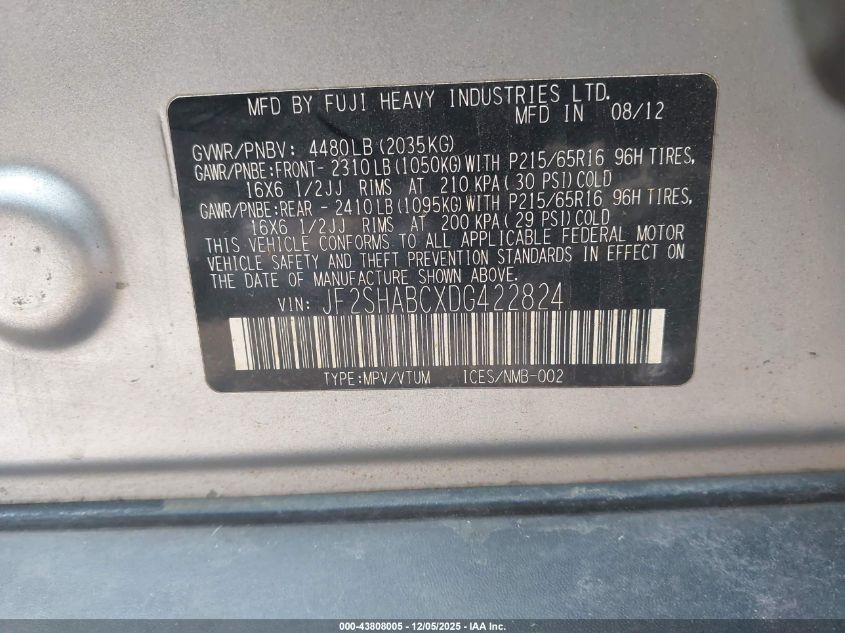 MFD BY FUJI HEAVY INDUSTRIES LTD.
MFD IN 08/12
GVWR/PNBV: 4480LB(2035KG)
GAWR/PNBE:FRONT- 2310LB(1050KG)WITH P215/65R16 96H TIRES,
16X6 1/2JJ RIMS AT 210KPA(30 PSI)COLD
GAWR/PNBE:REAR - 2410LB(1095KG)WITH P215/65R16 96H TIRES,
16X6 1/2JJ RIMS AT 200KPA(29 PSI)COLD
THIS VEHICLE CONFORMS TO ALL APPLICABLE FEDERAL MOTOR
VEHICLE SAFETY AND THEFT PREVENTION STANDARDS IN EFFECT ON
THE DATE OF MANUFACTURE SHOWN ABOVE.
VIN: JF2SHABCXDG422824
TYPE:MPV/VTUM ICES/NMB-002
000-43808005 - 12/05/2025 - IAA Inc.